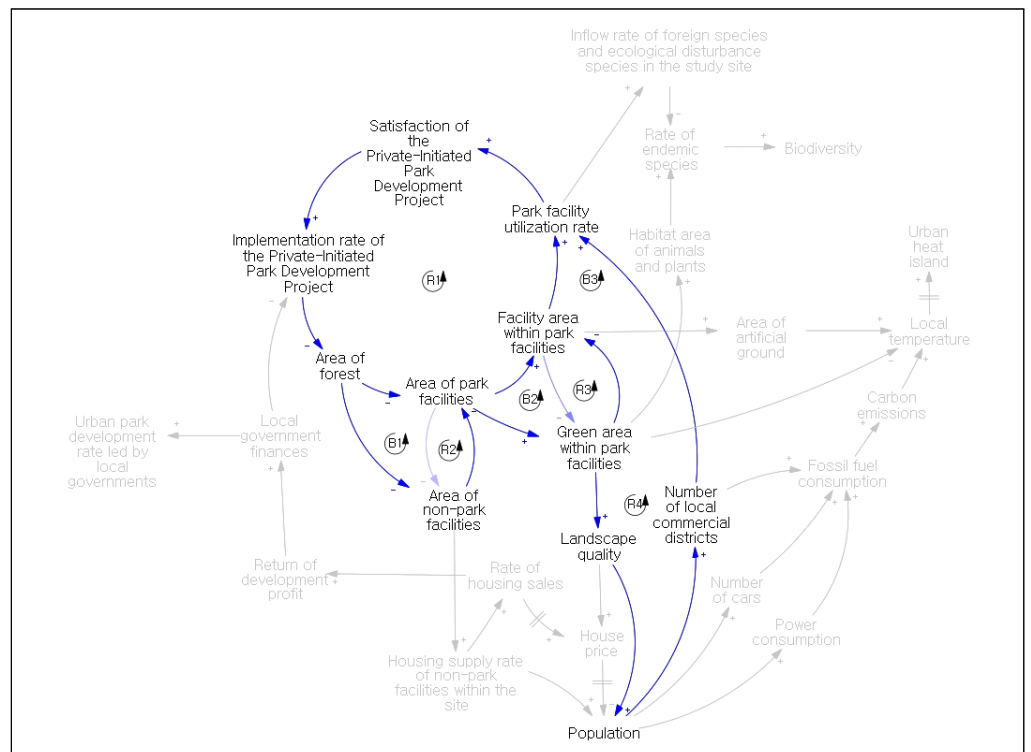 Inflow rate of foreign species
and ecological disturbance
species in the study site
Satisfaction of
the
Private-Initiated
Park
Development
Project
Rate of
endemic
species
Biodiversity
Park facility
utilization rate
Implementation rate of
the Private-Initiated
Park Development
Project
Habitat area
of animals
and plants
Urban
heat
island
R1
B3
Facility area
within park
facilities
Area of
artificial
ground
Local
temperature
Area of
forest
Area of park
facilities
B2
R3
Carbon
emissions
Urban park
development
rate led by
local
governments
Local
government
finances
B1
R2
Green area
within park
facilities
Fossil fuel
consumption
Area of
non-park
facilities
R4
Number
of local
commercial
districts
Landscape
quality
Return of
development
profit
Rate of
housing sales
Number
of cars
House
price
Power
consumption
Housing supply rate
of non-park
facilities within the
site
Population